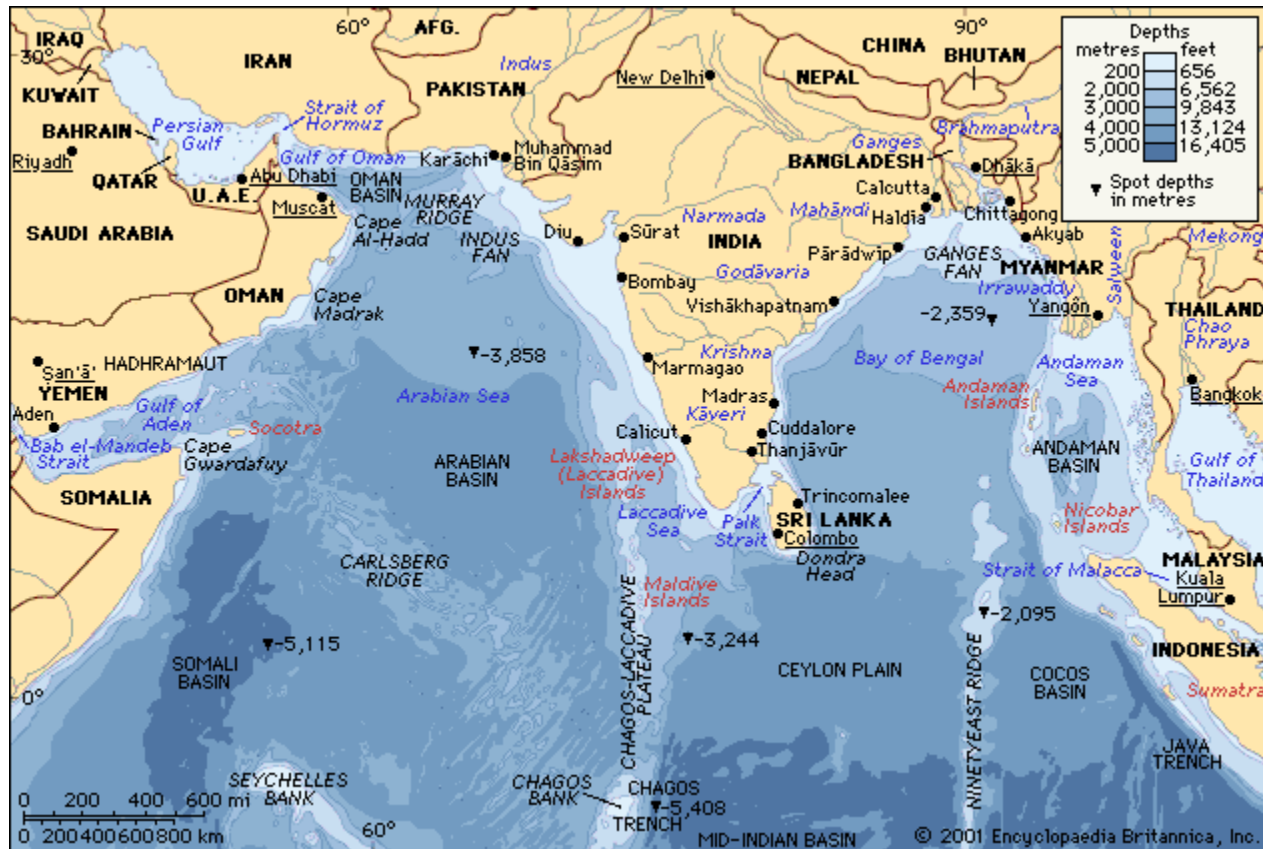 60°
90°
30°
IRAQ
KUWAIT
IRAN
AFG.
PAKISTAN
Indus
New Delhi
CHINA
NEPAL
BHUTAN
Depths
metres feet
200 656
2,000 6,562
3,000 9,843
4,000 13,124
5,000 16,405
Spot depths
in metres
BAHRAIN
Persian
Gulf
Strait of
Hormuz
Riyadh
QATAR
U.A.E.
Abu Dhabi
Gulf of Oman
Muscat
OMAN
BASIN
Karāchi
Muhammad
Bin Qāsim
MURRAY
RIDGE
Cape
Al-Hadd
INDUS
FAN
SAUDI ARABIA
OMAN
Cape
Madrak
Diu
Sūrat
Narmada
INDIA
Bombay
Godāvaria
Mahāndi
Ganges
BANGLADESH
Brahmaputra
Dhākā
Calcutta
Haldia
Chittagong
Akyab
Pārādwīp
GANGES
FAN
MYANMAR
Irrawaddy
Yangôn
Salween
Mekong
THAILAND
Chao
Phraya
Bangkok
Vishākhapatnam
-2,359
-3,858
HADHRAMAUT
San'ā'
YEMEN
Aden
Gulf of
Aden
Bab el-Mandeb
Strait
Socotra
Cape
Gwardafuy
SOMALIA
Arabian Sea
ARABIAN
BASIN
Marmagao
Krishna
Madras
Kāveri
Calicut
Cuddalore
Thanjāvūr
Bay of Bengal
Andaman
Islands
Andaman
Sea
ANDAMAN
BASIN
Gulf of
Thailand
Lakshadweep
(Laccadive)
Islands
Laccadive
Sea
Palk
Strait
Trincomalee
SRI LANKA
Colombo
Dondra
Head
Nicobar
Islands
Strait of Malacca
MALAYSIA
Kuala
Lumpur
CARLSBERG
RIDGE
Maldive
Islands
-5,115
SOMALI
BASIN
CHAGOS-LACCADIVE
PLATEAU
-3,244
CEYLON PLAIN
-2,095
NINETYEAST RIDGE
COCOS
BASIN
INDONESIA
Sumatra
0°
JAVA
TRENCH
SEYCHELLES
BANK
CHAGOS
BANK
CHAGOS
TRENCH
-5,408
MID-INDIAN BASIN
0 200 400 600 mi
0 200 400 600 800 km
60°
© 2001 Encyclopaedia Britannica, Inc.